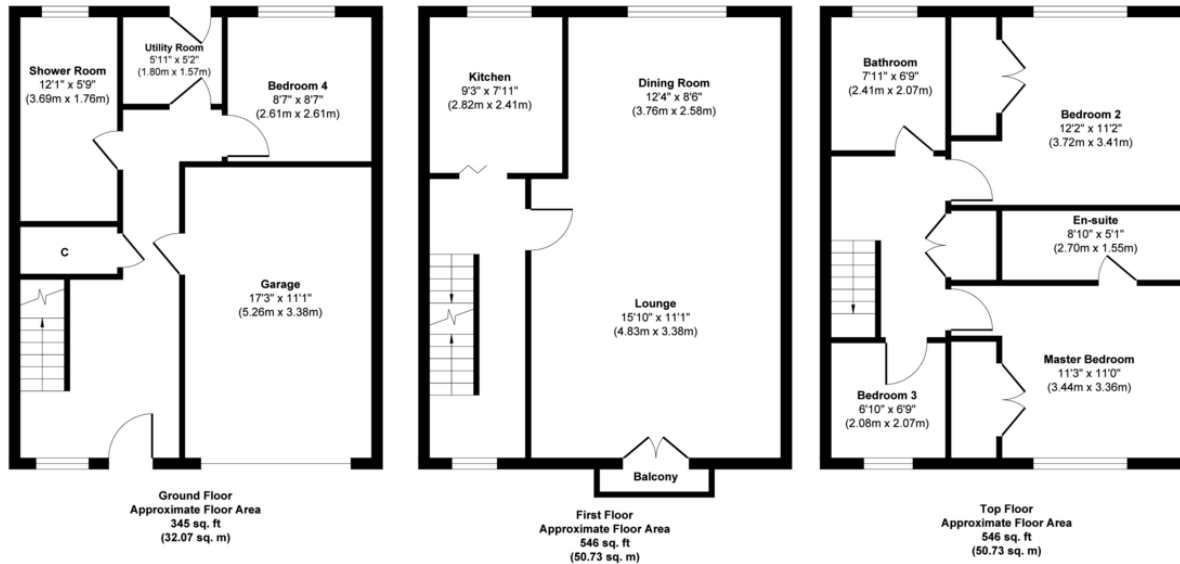 Shower Room
12'1" x 5'9"
(3.69m x 1.76m)
Utility Room
5'11" x 5'2"
(1.80m x 1.57m)
Bedroom 4
8'7" x 8'7"
(2.61m x 2.61m)
C
Garage
17'3" x 11'1"
(5.26m x 3.38m)
Ground Floor
Approximate Floor Area
345 sq. ft
(32.07 sq. m)
Kitchen
9'3" x 7'11"
(2.82m x 2.41m)
Dining Room
12'4" x 8'6"
(3.76m x 2.58m)
Lounge
15'10" x 11'1"
(4.83m x 3.38m)
Balcony
First Floor
Approximate Floor Area
546 sq. ft
(50.73 sq. m)
Bathroom
7'11" x 6'9"
(2.41m x 2.07m)
Bedroom 2
12'2" x 11'2"
(3.72m x 3.41m)
En-suite
8'10" x 5'1"
(2.70m x 1.55m)
Master Bedroom
11'3" x 11'0"
(3.44m x 3.36m)
Bedroom 3
6'10" x 6'9"
(2.08m x 2.07m)
Top Floor
Approximate Floor Area
546 sq. ft
(50.73 sq. m)